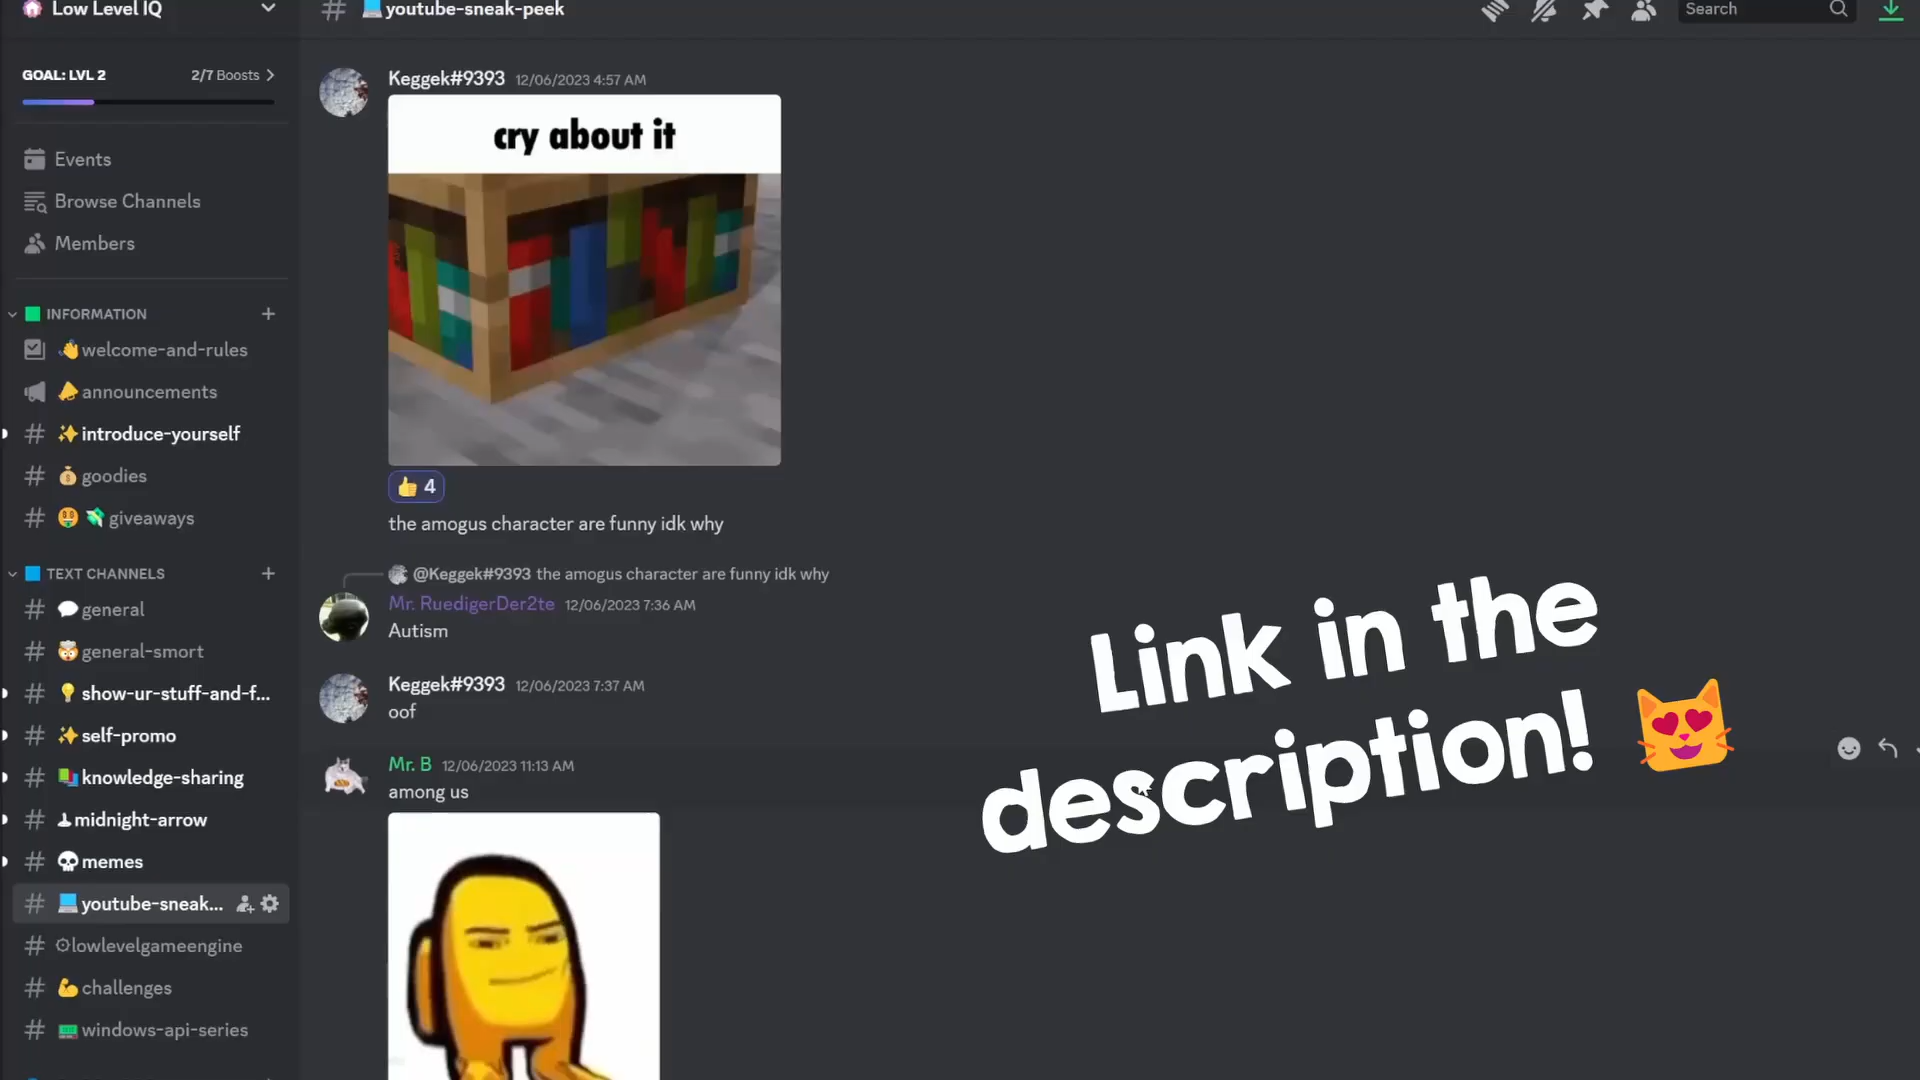 Low Level IQ
GOAL: LVL 2
2/7 Boosts
Events
Browse Channels
Members
INFORMATION
welcome-and-rules
announcements
introduce-yourself
goodies
giveaways
TEXT CHANNELS
general
general-smort
show-ur-stuff-and-f...
self-promo
knowledge-sharing
midnight-arrow
memes
youtube-sneak...
lowlevelgameengine
challenges
windows-api-series
youtube-sneak-peek
Search
Keggek#9393 12/06/2023 4:57 AM
cry about it
4
the amogus character are funny idk why
@Keggek#9393 the amogus character are funny idk why
Mr. RuedigerDer2te 12/06/2023 7:36 AM
Autism
Keggek#9393 12/06/2023 7:37 AM
oof
Mr. B 12/06/2023 11:13 AM
among us
Link in the
description!